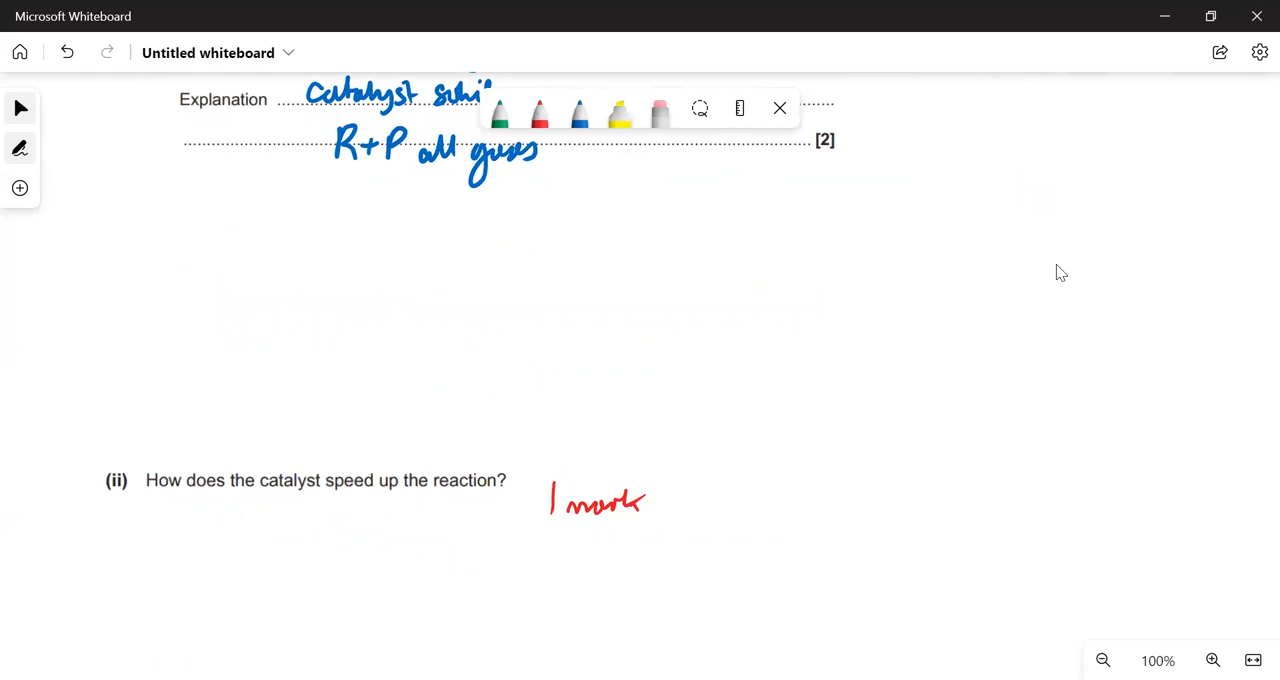 Microsoft Whiteboard
Untitled whiteboard
Explanation .......... catalyst ..........
.......... R+P all gases .......... [2]
(ii) How does the catalyst speed up the reaction?
1 mark
100%